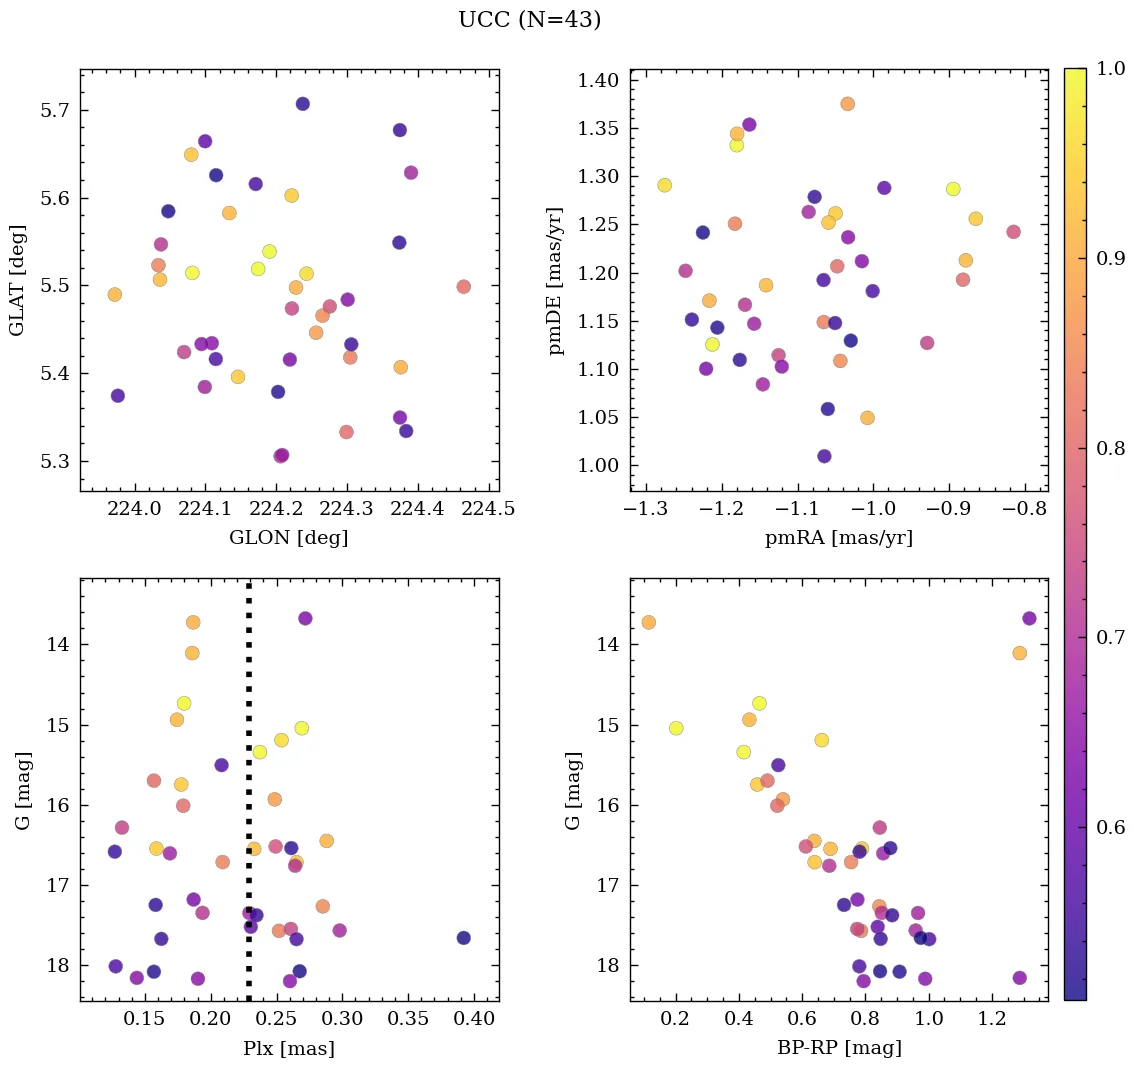 UCC (N=43)
5.7
5.6
5.5
5.4
5.3
GLAT [deg]
224.0 224.1 224.2 224.3 224.4 224.5
GLON [deg]
1.40
1.35
1.30
1.25
1.20
1.15
1.10
1.05
1.00
pmDE [mas/yr]
−1.3 −1.2 −1.1 −1.0 −0.9 −0.8
pmRA [mas/yr]
14
15
16
17
18
G [mag]
0.15 0.20 0.25 0.30 0.35 0.40
Plx [mas]
14
15
16
17
18
G [mag]
0.2 0.4 0.6 0.8 1.0 1.2
BP-RP [mag]
1.0
0.9
0.8
0.7
0.6